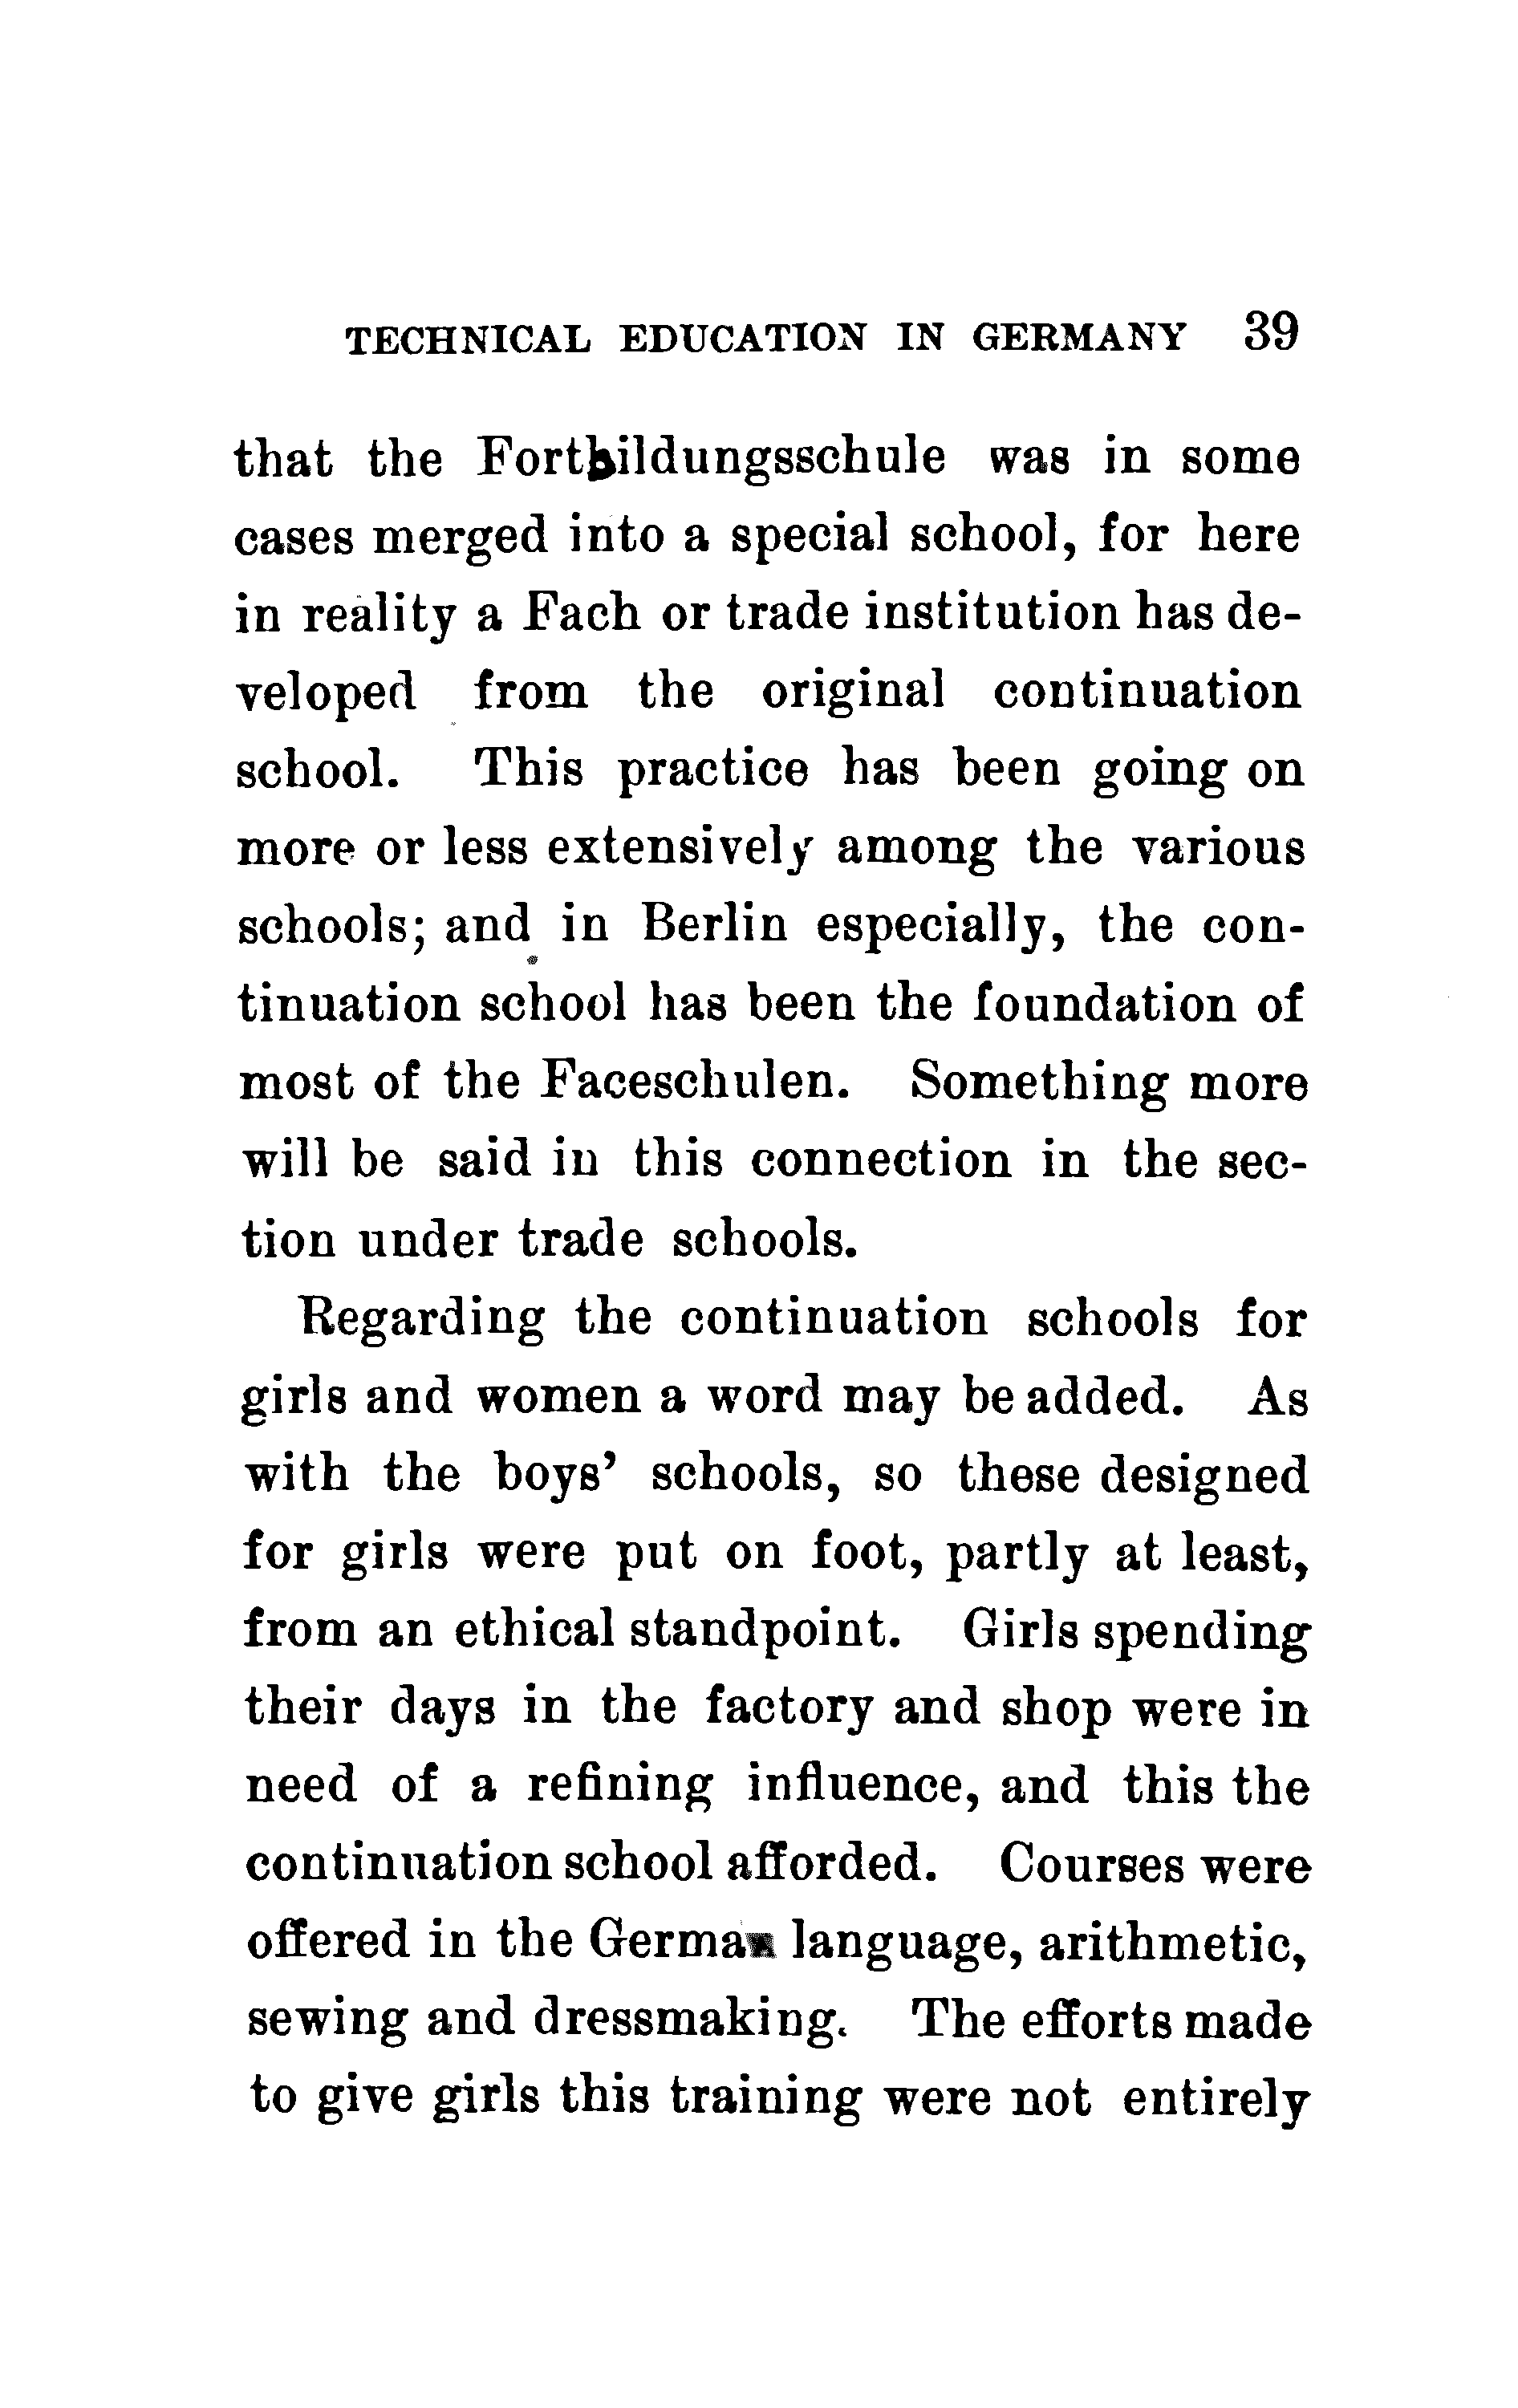 TECHNICAL EDUCATION IN GERMANY 39
that the Fortbildungsschule was in some
cases merged into a special school, for here
in reality a Fach or trade institution has de-
veloped from the original continuation
school. This practice has been going on
more or less extensively among the various
schools; and in Berlin especially, the con-
tinuation school has been the foundation of
most of the Faceschulen. Something more
will be said in this connection in the sec-
tion under trade schools.
Regarding the continuation schools for
girls and women a word may be added. As
with the boys’ schools, so these designed
for girls were put on foot, partly at least,
from an ethical standpoint. Girls spending
their days in the factory and shop were in
need of a refining influence, and this the
continuation school afforded. Courses were
offered in the German language, arithmetic,
sewing and dressmaking. The efforts made
to give girls this training were not entirely